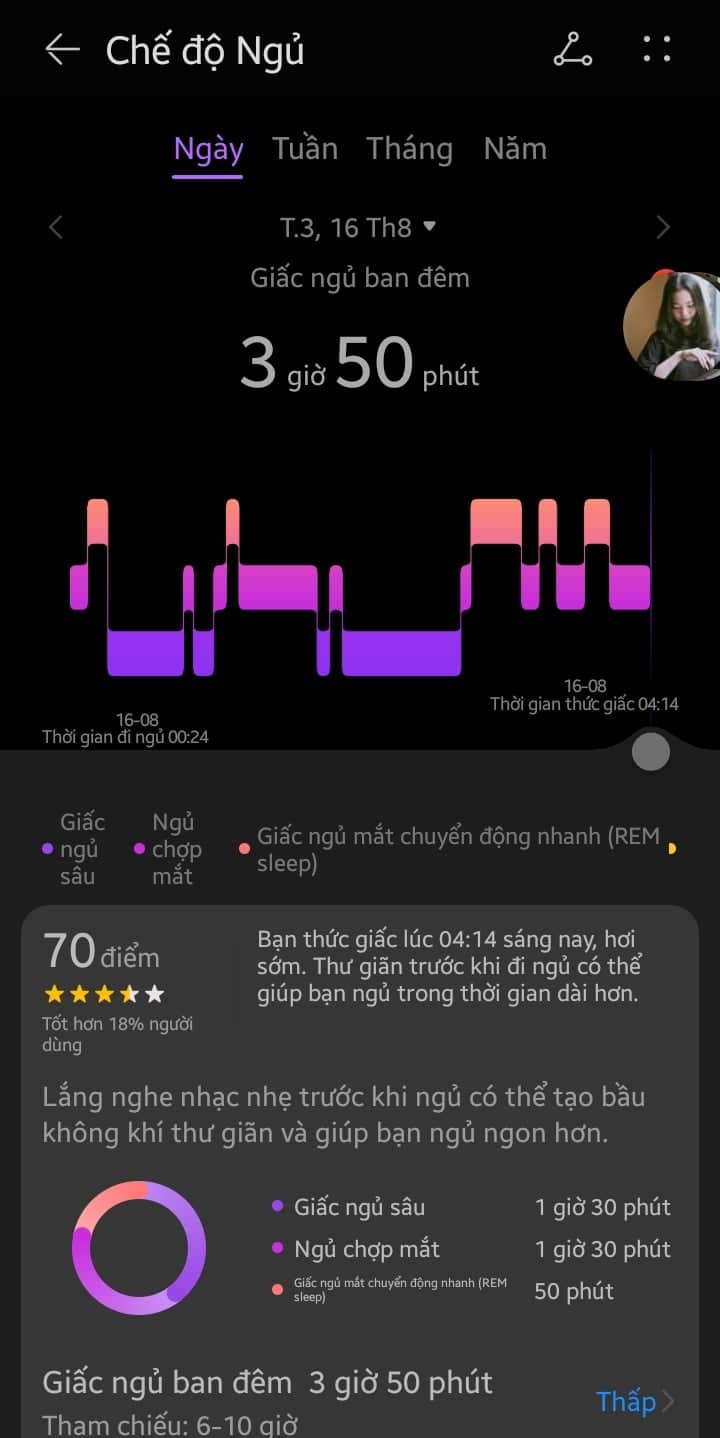 Chế độ Ngủ
Ngày Tuần Tháng Năm
T.3, 16 Th8
Giấc ngủ ban đêm
3 giờ 50 phút
16-08
Thời gian thức giấc 04:14
16-08
Thời gian đi ngủ 00:24
Giấc
ngủ
sâu
Ngủ
chợp
mắt
Giấc ngủ mắt chuyển động nhanh (REM
sleep)
70 điểm
Tốt hơn 18% người
dùng
Bạn thức giấc lúc 04:14 sáng nay, hơi
sớm. Thư giãn trước khi đi ngủ có thể
giúp bạn ngủ trong thời gian dài hơn.
Lắng nghe nhạc nhẹ trước khi ngủ có thể tạo bầu
không khí thư giãn và giúp bạn ngủ ngon hơn.
Giấc ngủ sâu 1 giờ 30 phút
Ngủ chợp mắt 1 giờ 30 phút
Giấc ngủ mắt chuyển động nhanh (REM
sleep) 50 phút
Giấc ngủ ban đêm 3 giờ 50 phút
Thấp
Tham chiếu: 6-10 giờ